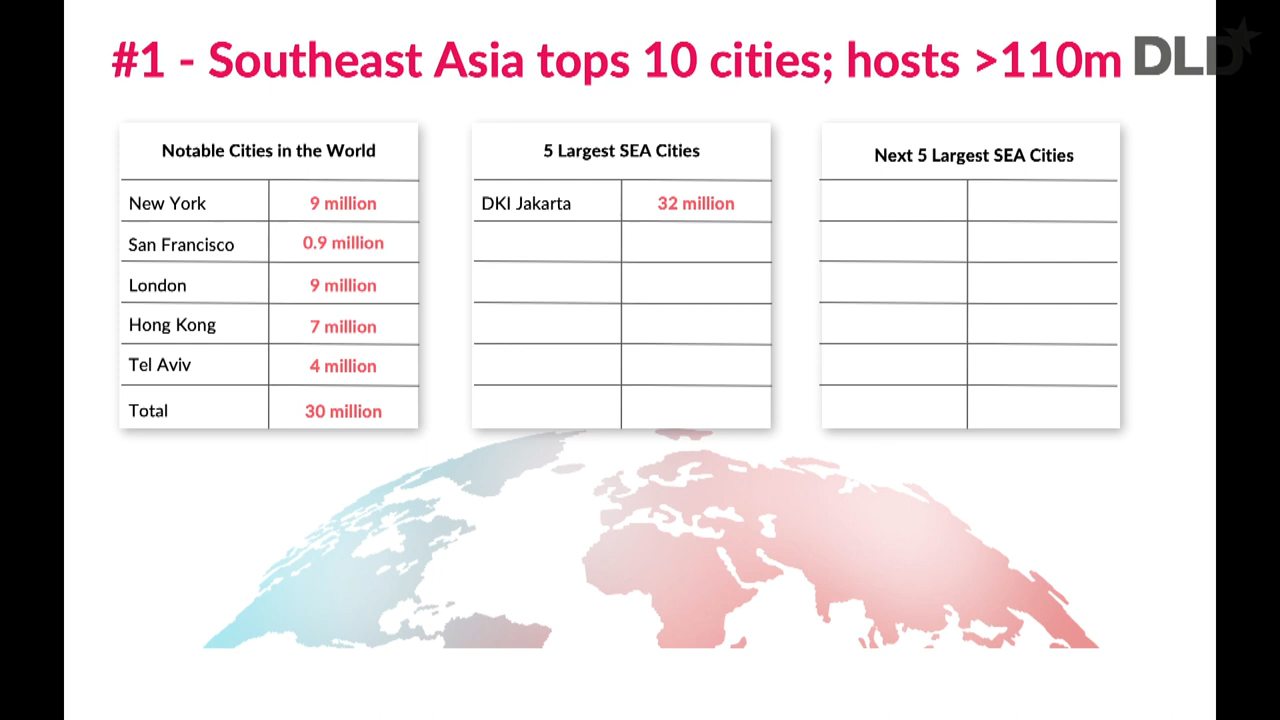 #1 - Southeast Asia tops 10 cities; hosts >110m
DLD
Notable Cities in the World
New York 9 million
San Francisco 0.9 million
London 9 million
Hong Kong 7 million
Tel Aviv 4 million
Total 30 million
5 Largest SEA Cities
DKI Jakarta 32 million
Next 5 Largest SEA Cities